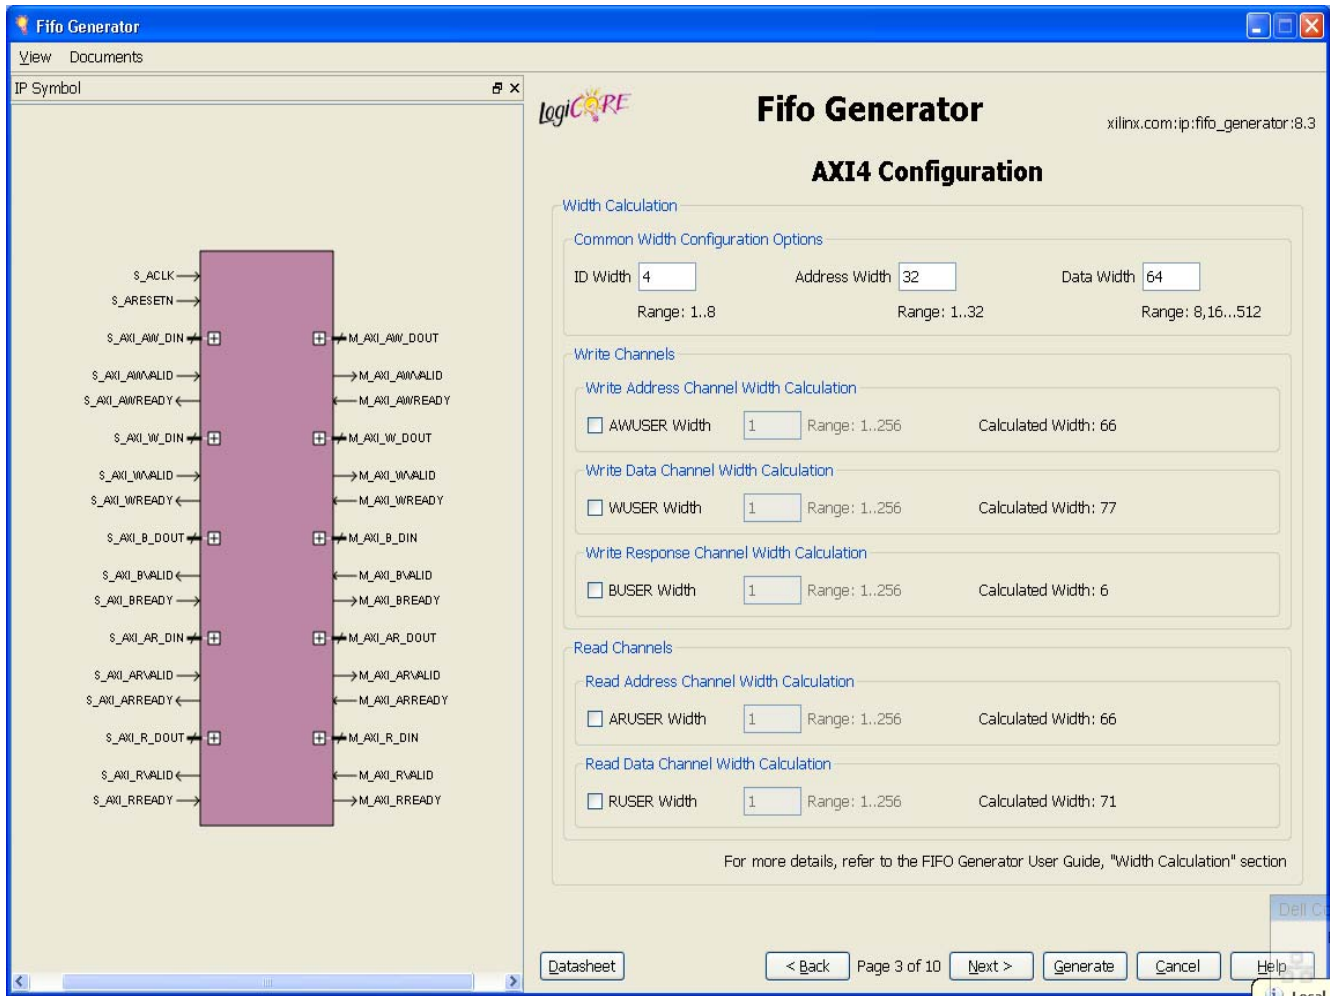 Fifo Generator
View Documents
IP Symbol
S_ACLK
S_ARESETN
S_AXI_AW_DIN M_AXI_AW_DOUT
S_AXI_AWVALID M_AXI_AWVALID
S_AXI_AWREADY M_AXI_AWREADY
S_AXI_W_DIN M_AXI_W_DOUT
S_AXI_WVALID M_AXI_WVALID
S_AXI_WREADY M_AXI_WREADY
S_AXI_B_DOUT M_AXI_B_DIN
S_AXI_BVALID M_AXI_BVALID
S_AXI_BREADY M_AXI_BREADY
S_AXI_AR_DIN M_AXI_AR_DOUT
S_AXI_ARVALID M_AXI_ARVALID
S_AXI_ARREADY M_AXI_ARREADY
S_AXI_R_DOUT M_AXI_R_DIN
S_AXI_RVALID M_AXI_RVALID
S_AXI_RREADY M_AXI_RREADY
LogiCORE
Fifo Generator
xilinx.com:ip:fifo_generator:8.3
AXI4 Configuration
Width Calculation
Common Width Configuration Options
ID Width 4 Address Width 32 Data Width 64
Range: 1..8 Range: 1..32 Range: 8,16...512
Write Channels
Write Address Channel Width Calculation
AWUSER Width 1 Range: 1..256 Calculated Width: 66
Write Data Channel Width Calculation
WUSER Width 1 Range: 1..256 Calculated Width: 77
Write Response Channel Width Calculation
BUSER Width 1 Range: 1..256 Calculated Width: 6
Read Channels
Read Address Channel Width Calculation
ARUSER Width 1 Range: 1..256 Calculated Width: 66
Read Data Channel Width Calculation
RUSER Width 1 Range: 1..256 Calculated Width: 71
For more details, refer to the FIFO Generator User Guide, "Width Calculation" section
Dell
Datasheet < Back Page 3 of 10 Next > Generate Cancel Help